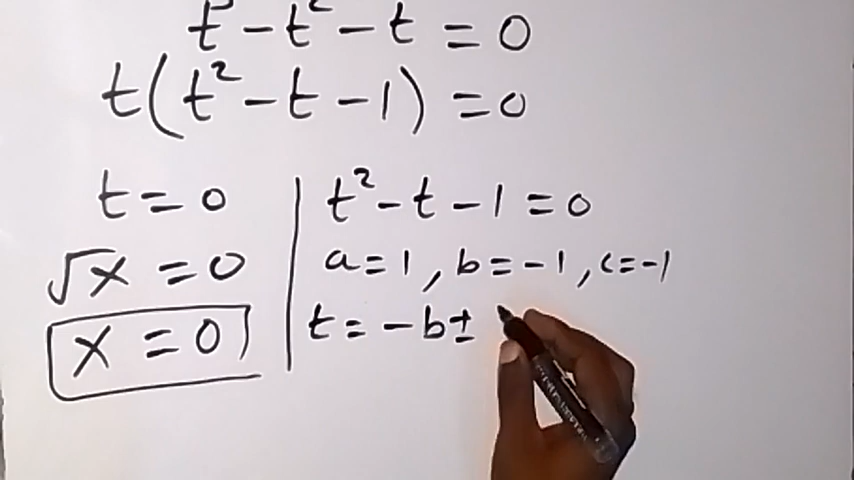 t³ - t² - t = 0
t(t² - t - 1) = 0
t = 0
√x = 0
x = 0
t² - t - 1 = 0
a = 1, b = -1, c = -1
t = -b ±